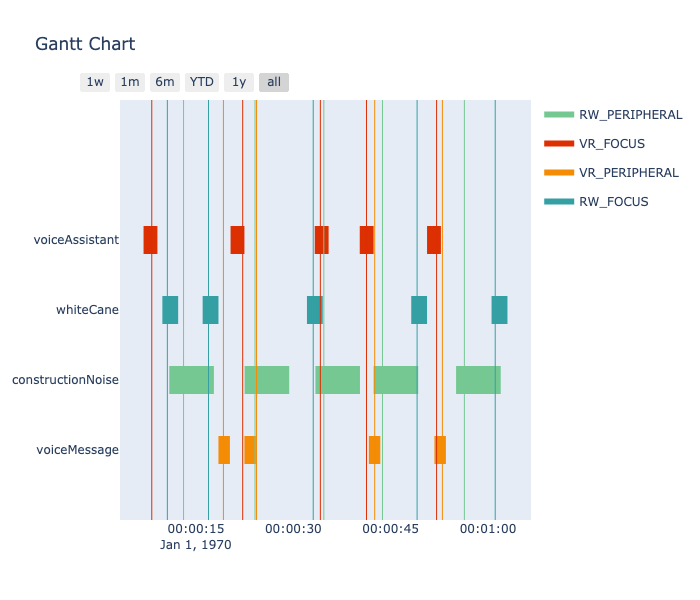 Gantt Chart
1w 1m 6m YTD 1y all
RW_PERIPHERAL
VR_FOCUS
VR_PERIPHERAL
RW_FOCUS
voiceAssistant
whiteCane
constructionNoise
voiceMessage
00:00:15 00:00:30 00:00:45 00:01:00
Jan 1, 1970